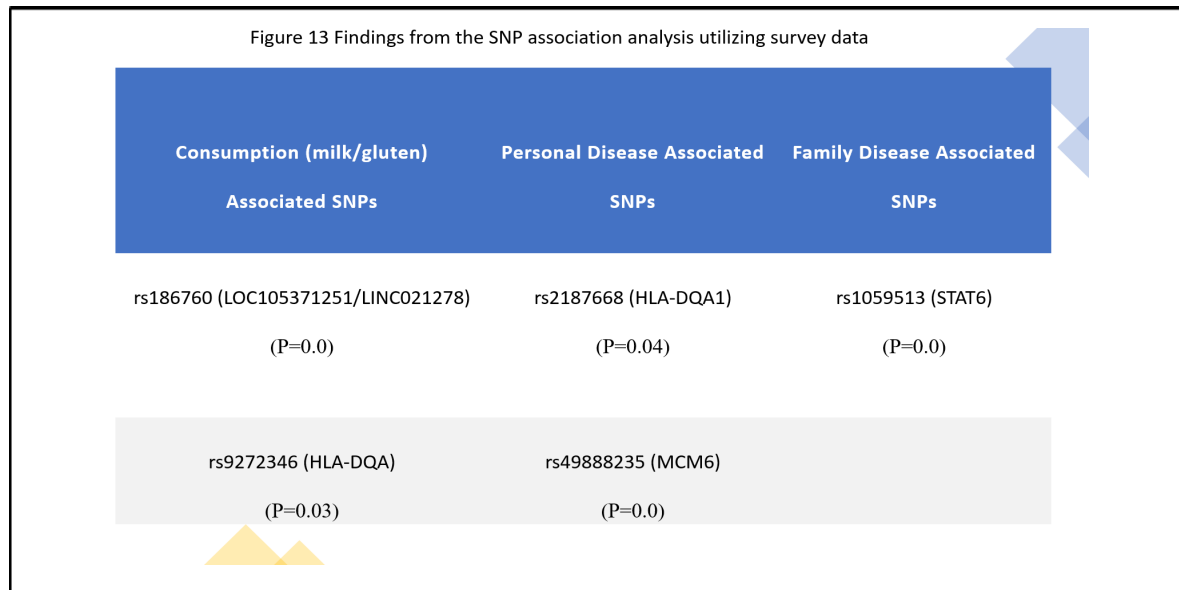 Figure 13 Findings from the SNP association analysis utilizing survey data
Consumption (milk/gluten)
Associated SNPs
Personal Disease Associated
SNPs
Family Disease Associated
SNPs
rs186760 (LOC105371251/LINC021278)
(P=0.0)
rs2187668 (HLA-DQA1)
(P=0.04)
rs1059513 (STAT6)
(P=0.0)
rs9272346 (HLA-DQA)
(P=0.03)
rs49888235 (MCM6)
(P=0.0)